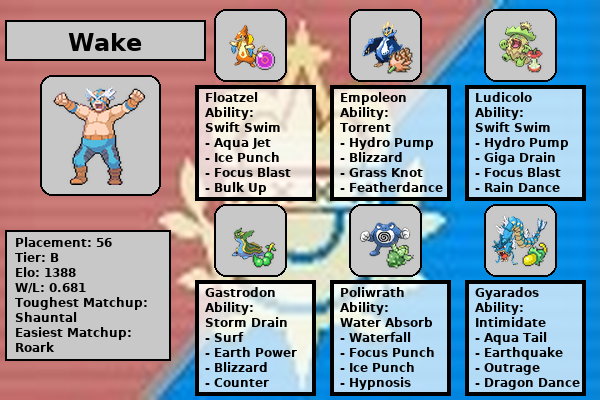 Wake
Floatzel
Ability:
Swift Swim
- Aqua Jet
- Ice Punch
- Focus Blast
- Bulk Up
Empoleon
Ability:
Torrent
- Hydro Pump
- Blizzard
- Grass Knot
- Featherdance
Ludicolo
Ability:
Swift Swim
- Hydro Pump
- Giga Drain
- Focus Blast
- Rain Dance
Placement: 56
Tier: B
Elo: 1388
W/L: 0.681
Toughest Matchup:
Shauntal
Easiest Matchup:
Roark
Gastrodon
Ability:
Storm Drain
- Surf
- Earth Power
- Blizzard
- Counter
Poliwrath
Ability:
Water Absorb
- Waterfall
- Focus Punch
- Ice Punch
- Hypnosis
Gyarados
Ability:
Intimidate
- Aqua Tail
- Earthquake
- Outrage
- Dragon Dance